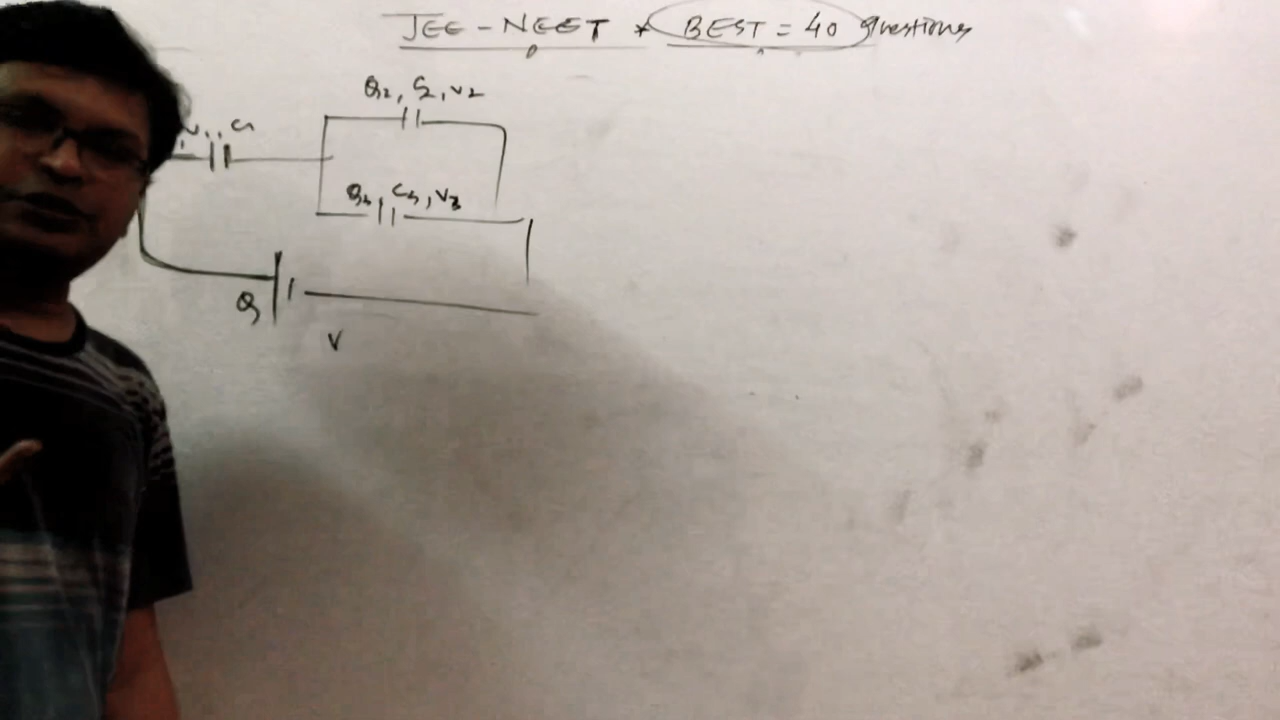 JEE - NEET * BEST = 40 questions
Q2, C2, V2
C1
Q3, C3, V3
Q
V